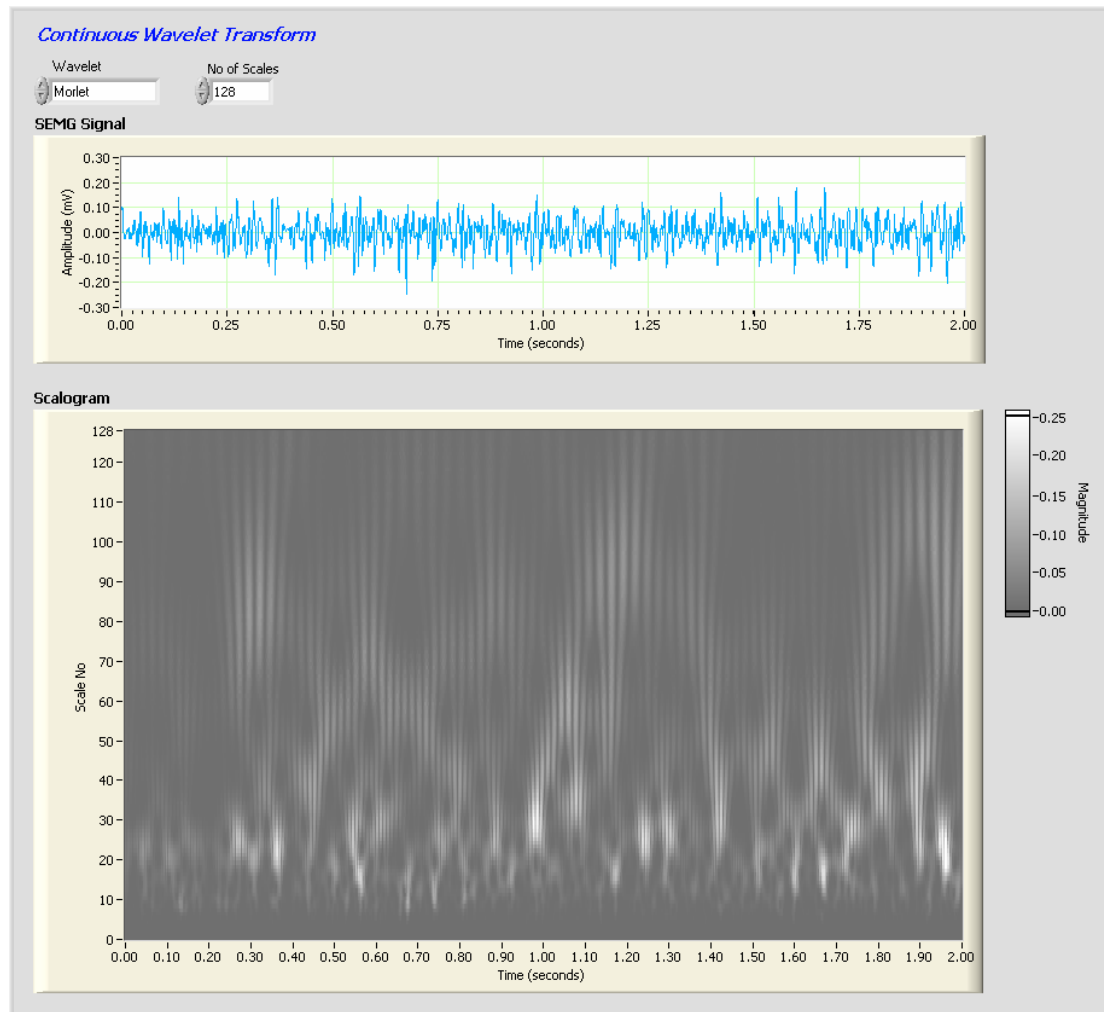 Continuous Wavelet Transform
Wavelet
No of Scales
Morlet
128
SEMG Signal
0.30
0.20
0.10
0.00
-0.10
-0.20
-0.30
Amplitude (mV)
0.00 0.25 0.50 0.75 1.00 1.25 1.50 1.75 2.00
Time (seconds)
Scalogram
128
120
110
100
90
80
70
60
50
40
30
20
10
0
Scale No
0.00 0.10 0.20 0.30 0.40 0.50 0.60 0.70 0.80 0.90 1.00 1.10 1.20 1.30 1.40 1.50 1.60 1.70 1.80 1.90 2.00
Time (seconds)
0.25
0.20
0.15
0.10
0.05
0.00
Magnitude